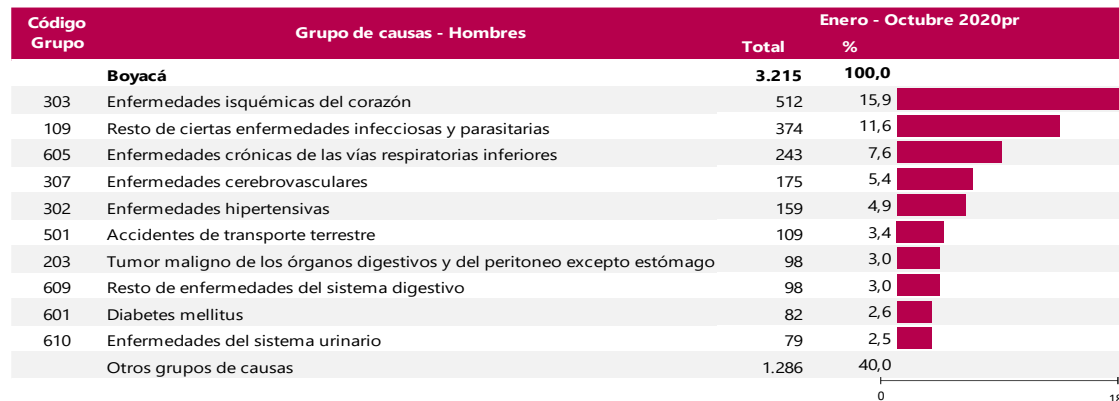 Código Grupo Grupo de causas - Hombres Enero - Octubre 2020pr
Total %
Boyacá 3.215 100,0
303 Enfermedades isquémicas del corazón 512 15,9
109 Resto de ciertas enfermedades infecciosas y parasitarias 374 11,6
605 Enfermedades crónicas de las vías respiratorias inferiores 243 7,6
307 Enfermedades cerebrovasculares 175 5,4
302 Enfermedades hipertensivas 159 4,9
501 Accidentes de transporte terrestre 109 3,4
203 Tumor maligno de los órganos digestivos y del peritoneo excepto estómago 98 3,0
609 Resto de enfermedades del sistema digestivo 98 3,0
601 Diabetes mellitus 82 2,6
610 Enfermedades del sistema urinario 79 2,5
Otros grupos de causas 1.286 40,0
0 18